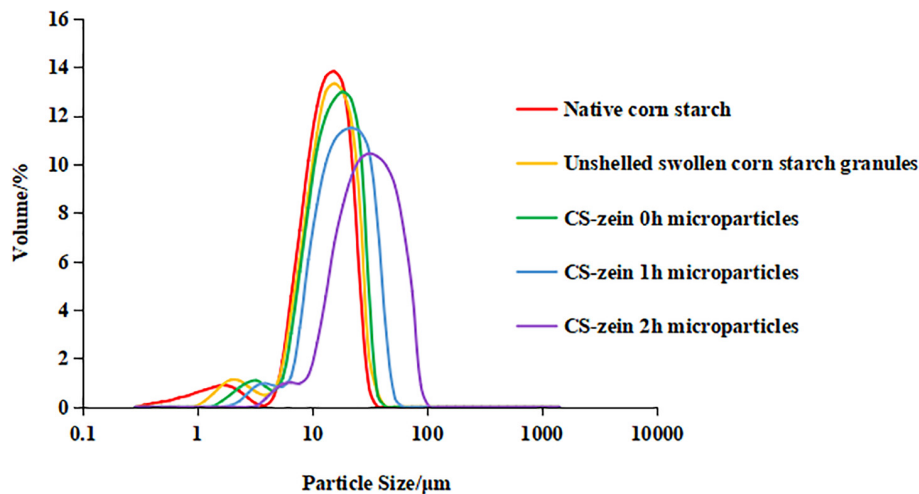 16
14
12
10
8
6
4
2
0
Volume/%
0.1 1 10 100 1000 10000
Particle Size/μm
Native corn starch
Unshelled swollen corn starch granules
CS-zein 0h microparticles
CS-zein 1h microparticles
CS-zein 2h microparticles